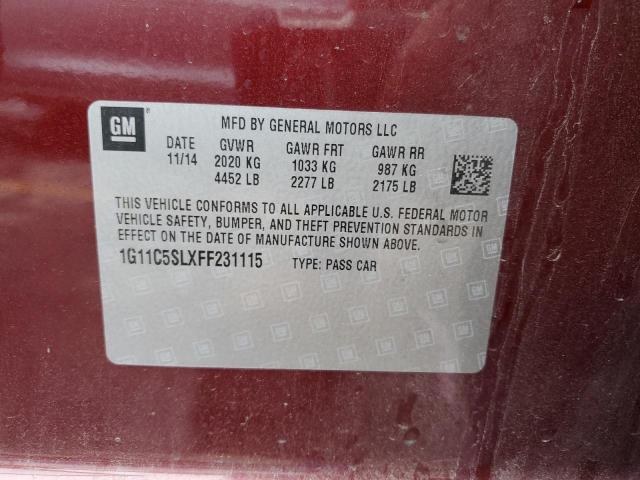 GM
MFD BY GENERAL MOTORS LLC
DATE GVWR GAWR FRT GAWR RR
11/14 2020 KG 1033 KG 987 KG
4452 LB 2277 LB 2175 LB
THIS VEHICLE CONFORMS TO ALL APPLICABLE U.S. FEDERAL MOTOR
VEHICLE SAFETY, BUMPER, AND THEFT PREVENTION STANDARDS IN
EFFECT ON THE DATE OF MANUFACTURE SHOWN ABOVE.
1G11C5SLXFF231115 TYPE: PASS CAR